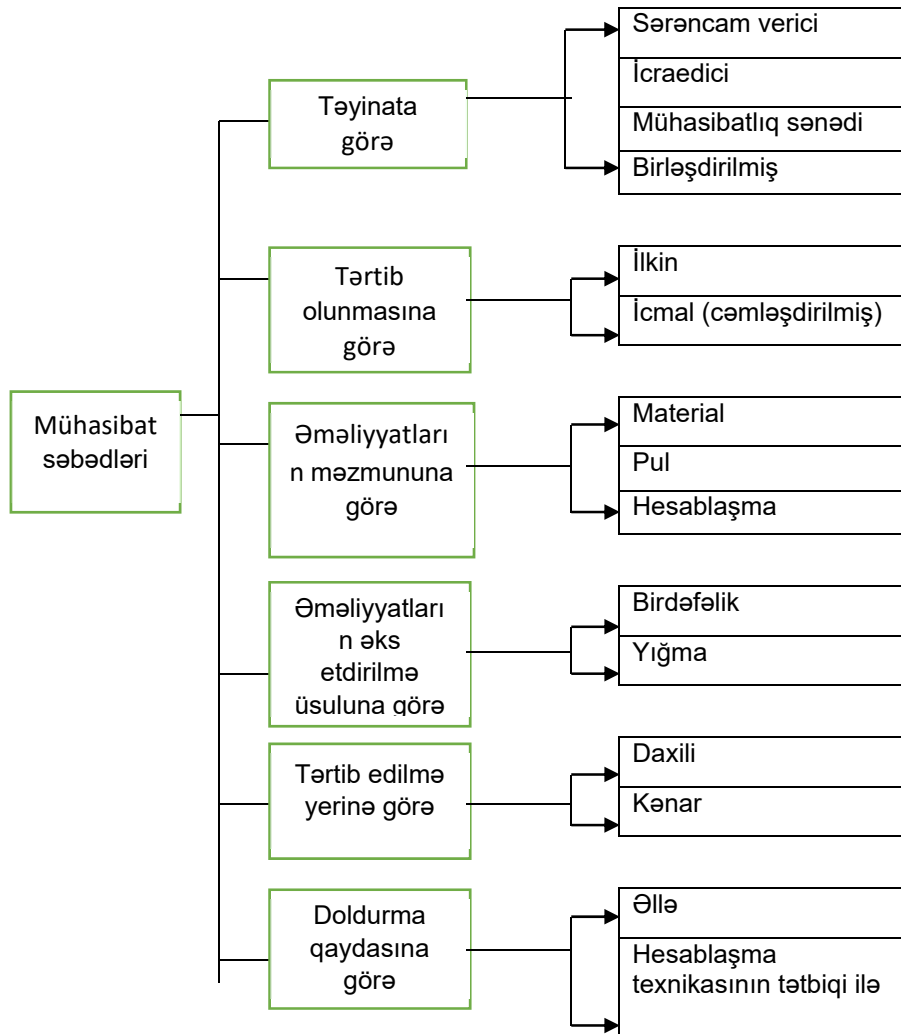 Mühasibat
səbədləri
Təyinata
görə
Sərəncam verici
İcraedici
Mühasibatlıq sənədi
Birləşdirilmiş
Tərtib
olunmasına
görə
İlkin
İcmal (cəmləşdirilmiş)
Əməliyyatları
n məzmununa
görə
Material
Pul
Hesablaşma
Əməliyyatları
n əks
etdirilmə
üsuluna görə
Birdəfəlik
Yığma
Tərtib edilmə
yerinə görə
Daxili
Kənar
Doldurma
qaydasına
görə
Əllə
Hesablaşma
texnikasının tətbiqi ilə